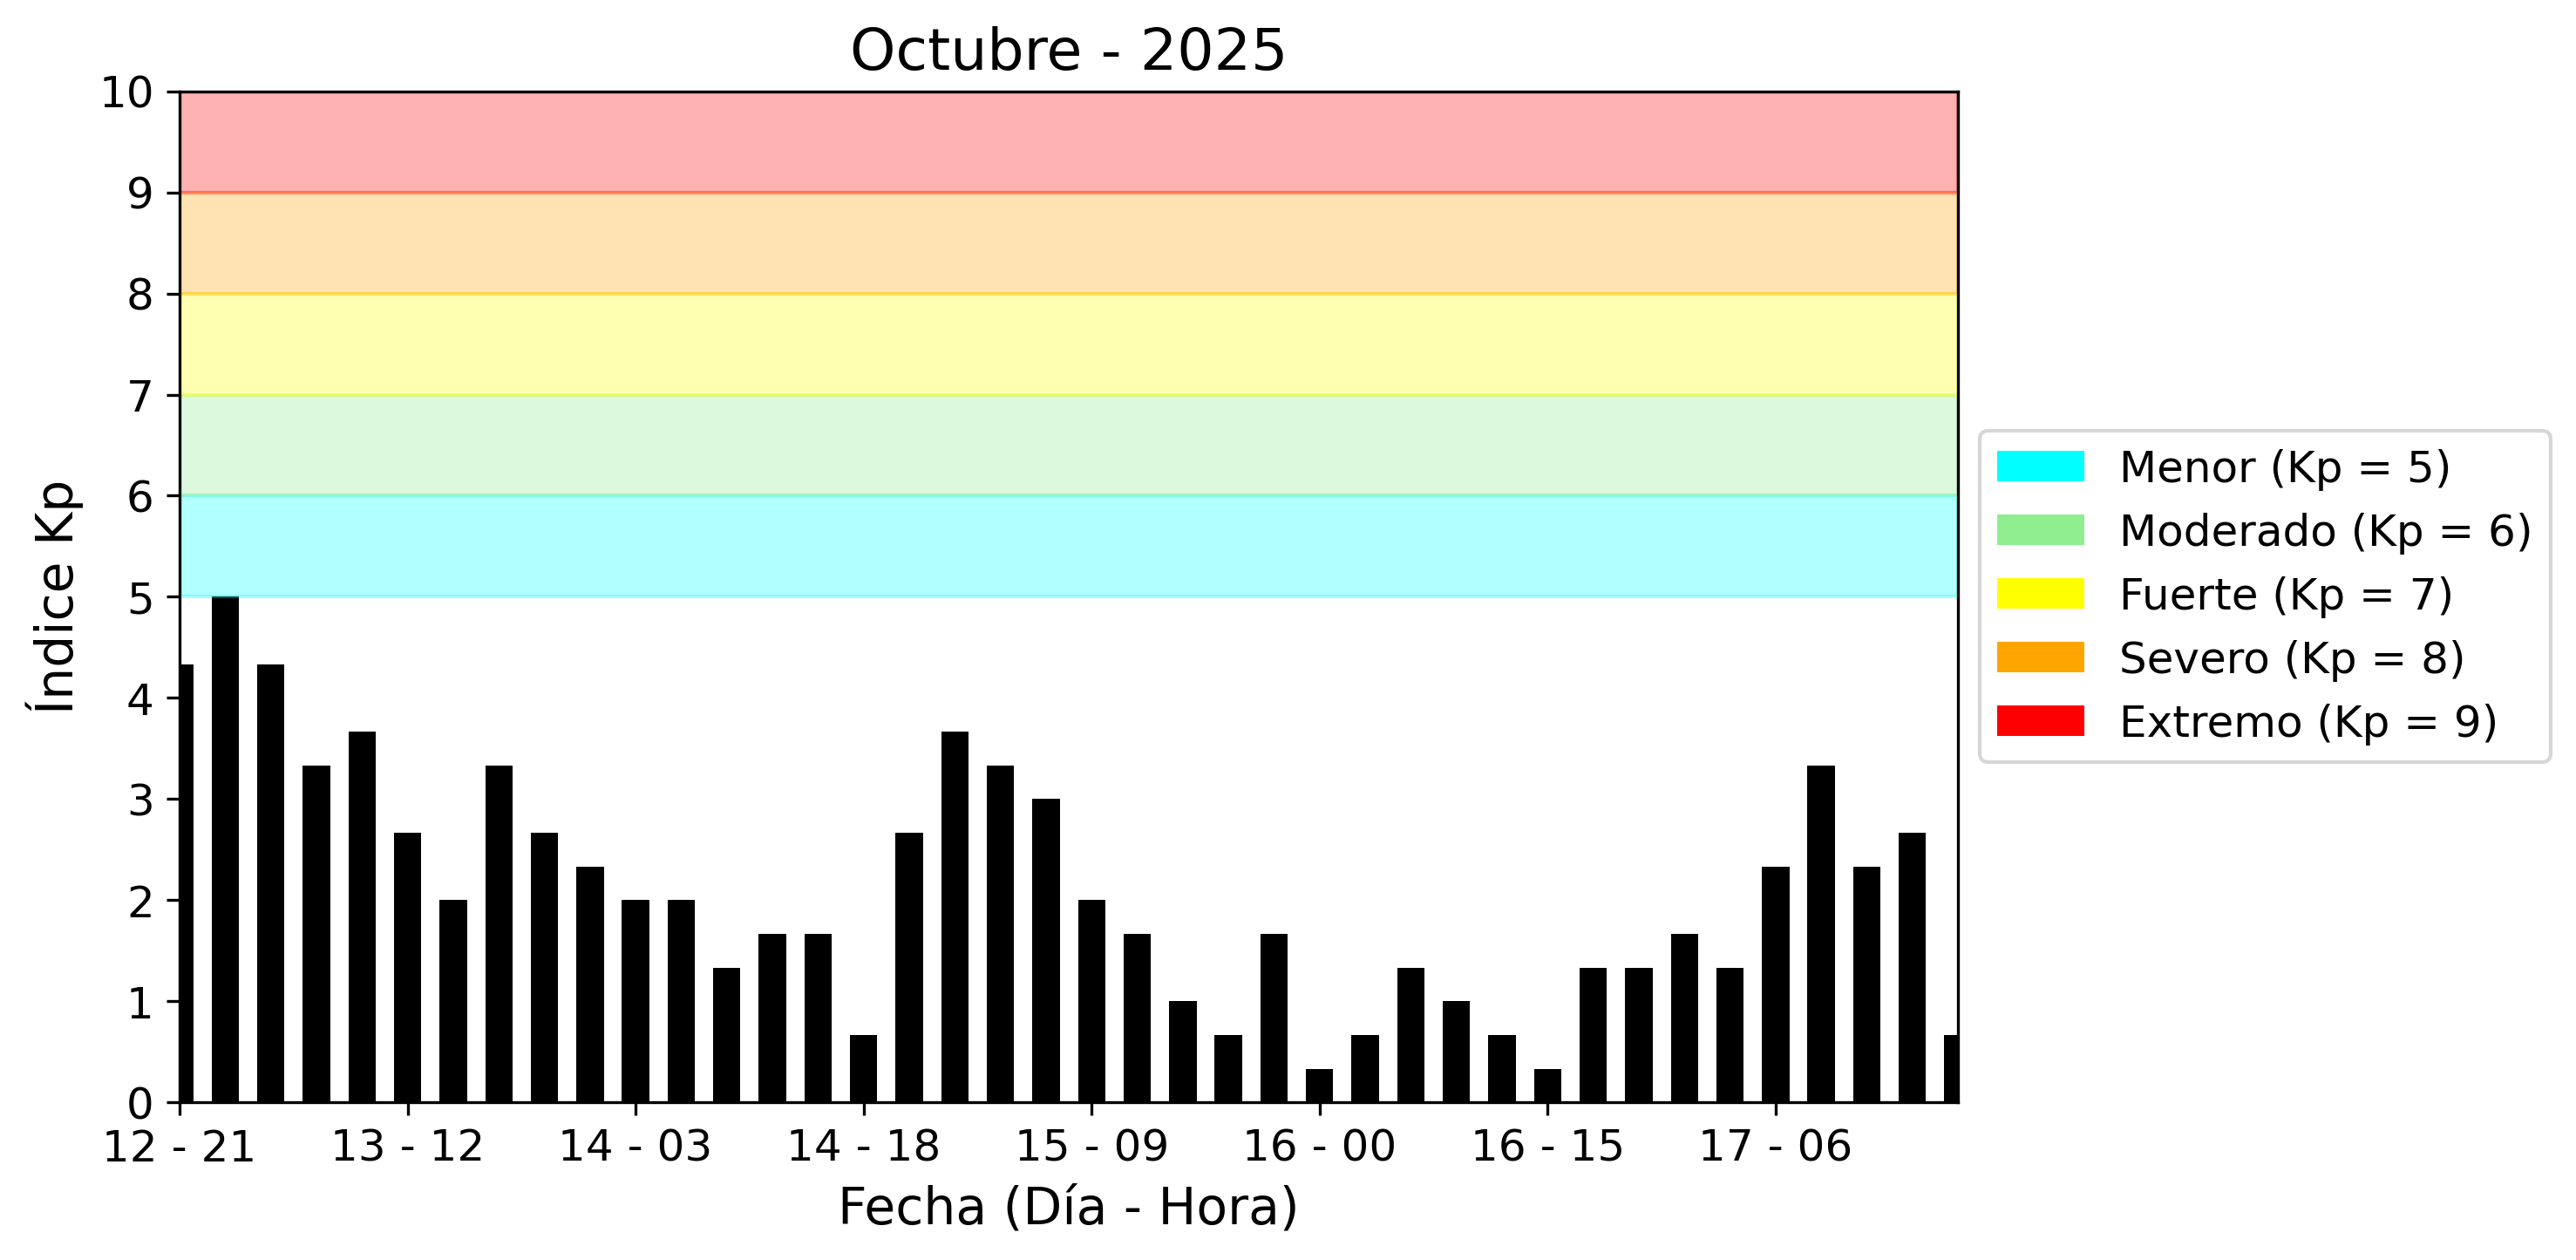 Octubre - 2025
10
9
8
7
6
5
4
3
2
1
0
Índice Kp
12 - 21
13 - 12
14 - 03
14 - 18
15 - 09
16 - 00
16 - 15
17 - 06
Fecha (Día - Hora)
Menor (Kp = 5)
Moderado (Kp = 6)
Fuerte (Kp = 7)
Severo (Kp = 8)
Extremo (Kp = 9)